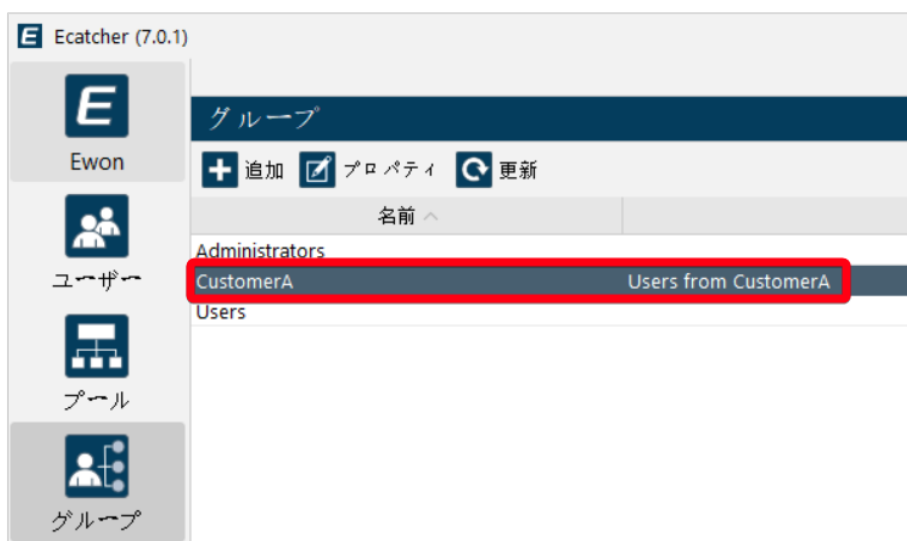 Ecatcher (7.0.1)
E
Ewon
ユーザー
プール
グループ
グループ
追加 プロパティ 更新
名前
Administrators
CustomerA Users from CustomerA
Users